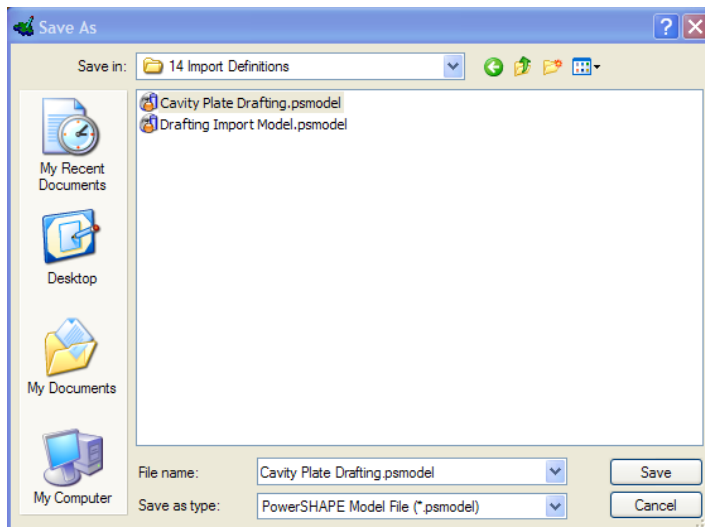 Save As
Save in: 14 Import Definitions
Cavity Plate Drafting.psmodel
Drafting Import Model.psmodel
My Recent
Documents
Desktop
My Documents
My Computer
File name: Cavity Plate Drafting.psmodel Save
Save as type: PowerSHAPE Model File (*.psmodel) Cancel